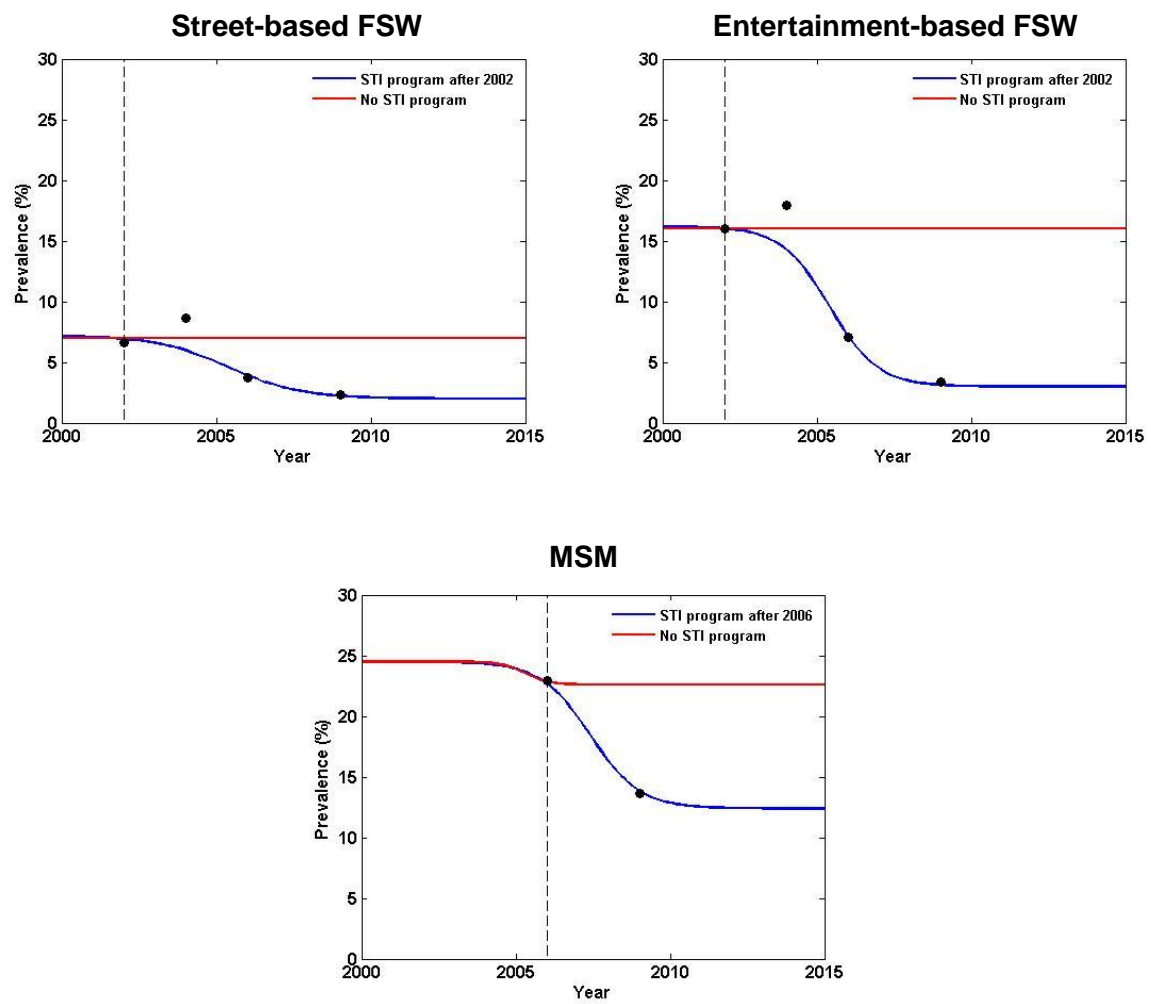 Street-based FSW
30
25
20
15
10
5
0
2000 2005 2010 2015
Prevalence (%)
Year
STI program after 2002
No STI program
Entertainment-based FSW
30
25
20
15
10
5
0
2000 2005 2010 2015
Prevalence (%)
Year
STI program after 2002
No STI program
MSM
30
25
20
15
10
5
0
2000 2005 2010 2015
Prevalence (%)
Year
STI program after 2006
No STI program